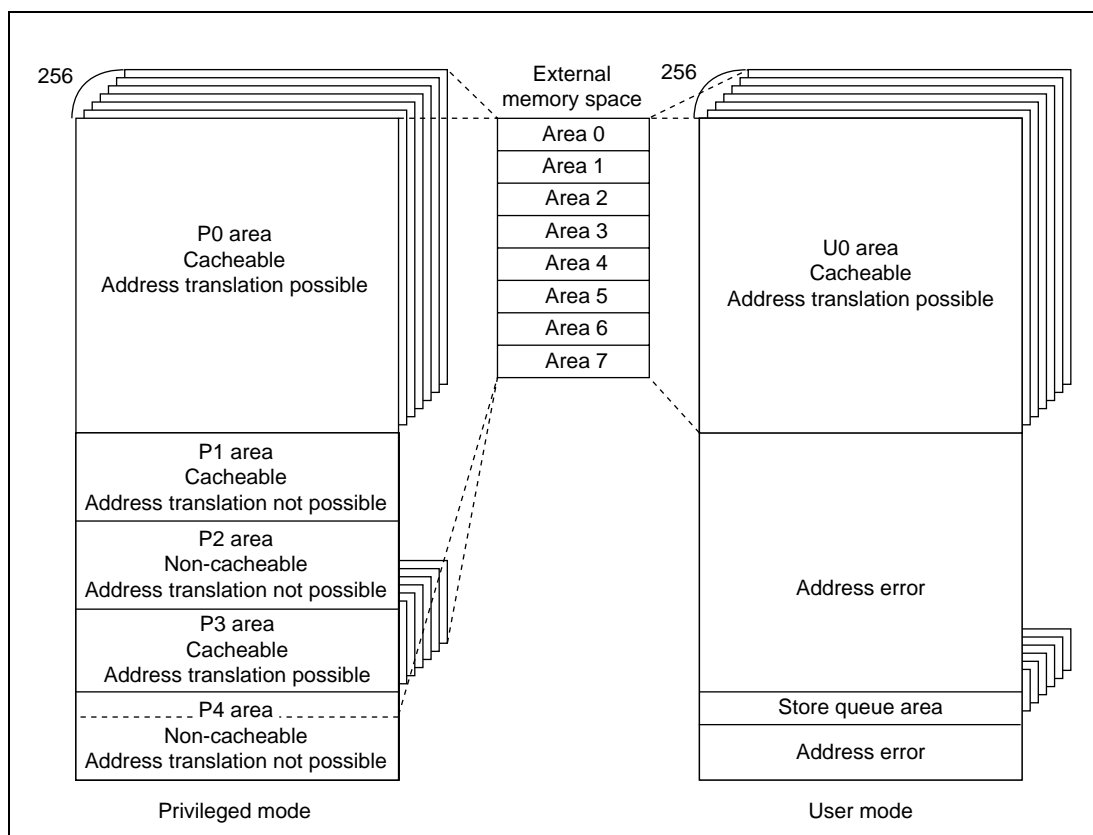 256
External
memory space
256
Area 0
Area 1
Area 2
Area 3
Area 4
Area 5
Area 6
Area 7
P0 area
Cacheable
Address translation possible
U0 area
Cacheable
Address translation possible
P1 area
Cacheable
Address translation not possible
P2 area
Non-cacheable
Address translation not possible
P3 area
Cacheable
Address translation possible
P4 area
Non-cacheable
Address translation not possible
Address error
Store queue area
Address error
Privileged mode
User mode